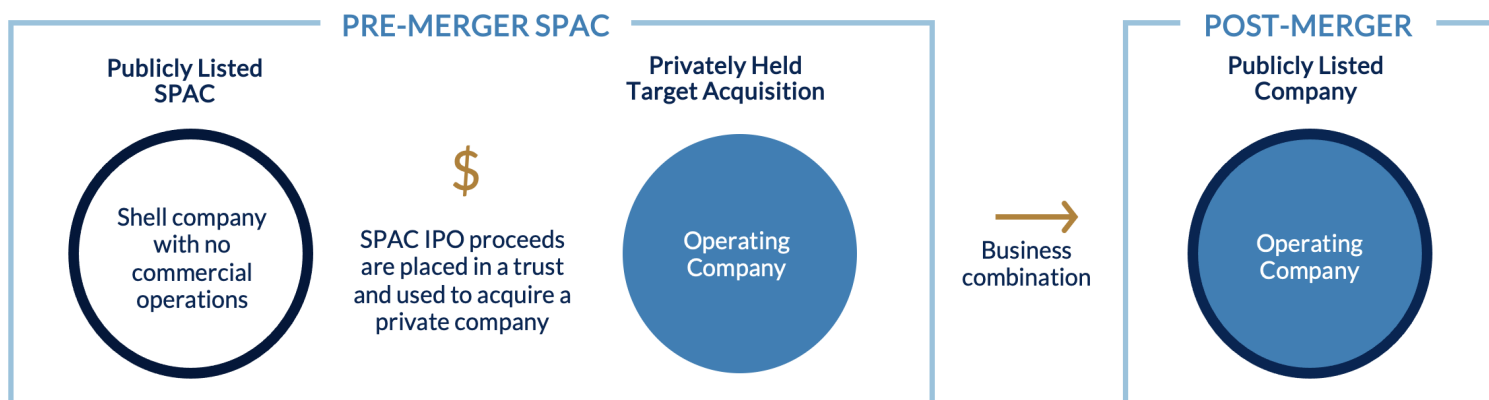 PRE-MERGER SPAC
Publicly Listed
SPAC
Shell company
with no
commercial
operations
$
SPAC IPO proceeds
are placed in a trust
and used to acquire a
private company
Privately Held
Target Acquisition
Operating
Company
Business
combination
POST-MERGER
Publicly Listed
Company
Operating
Company